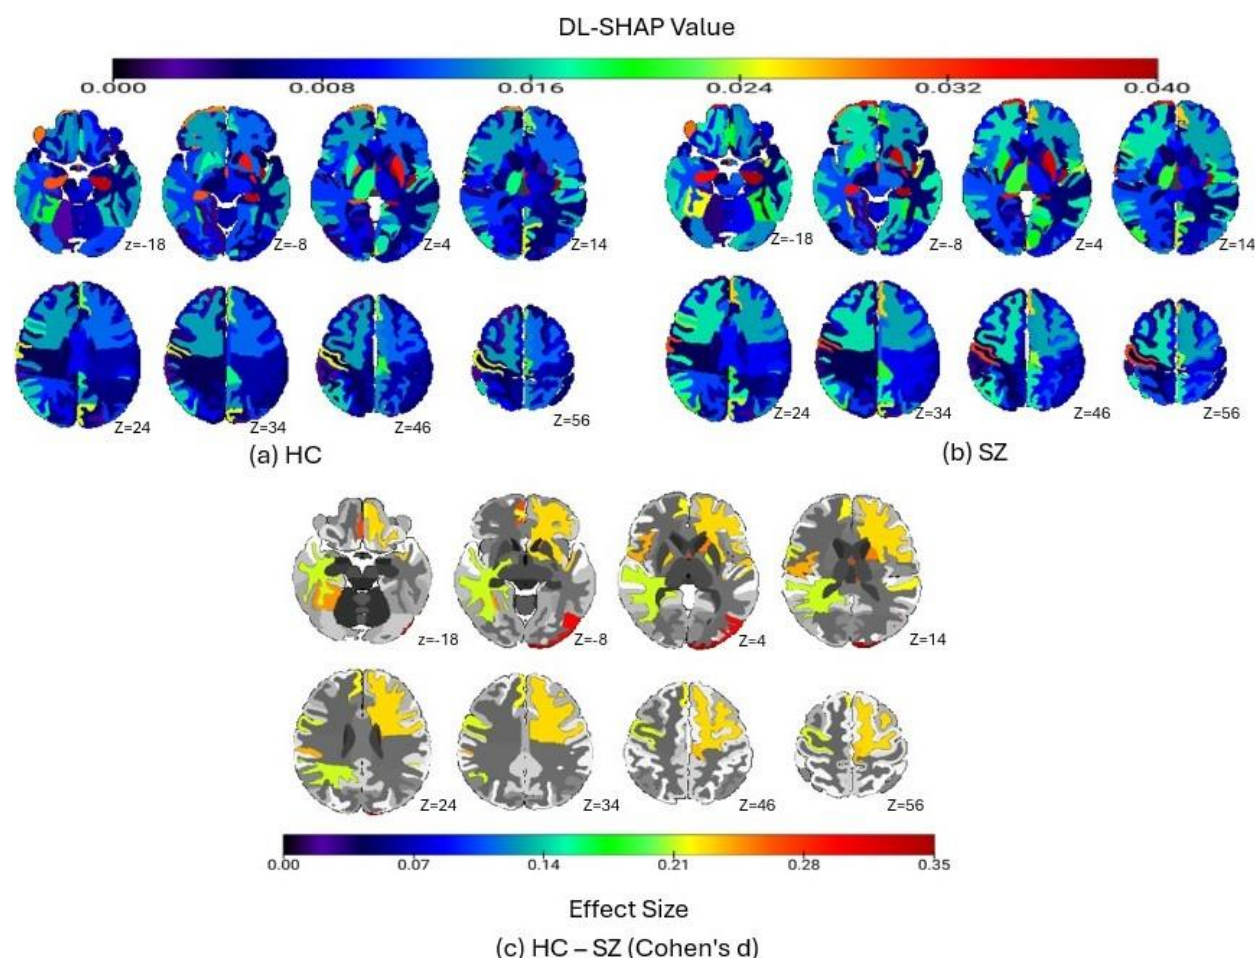 DL-SHAP Value
0.000 0.008 0.016 0.024 0.032 0.040
Z=-18 Z=-8 Z=4 Z=14
Z=24 Z=34 Z=46 Z=56
(a) HC
Z=-18 Z=-8 Z=4 Z=14
Z=24 Z=34 Z=46 Z=56
(b) SZ
Z=-18 Z=-8 Z=4 Z=14
Z=24 Z=34 Z=46 Z=56
0.00 0.07 0.14 0.21 0.28 0.35
Effect Size
(c) HC – SZ (Cohen's d)